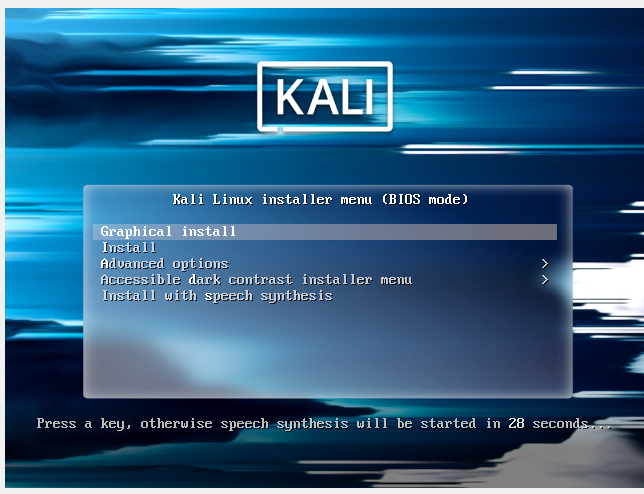 KALI
Kali Linux installer menu (BIOS mode)
Graphical install
Install
Advanced options >
Accessible dark contrast installer menu >
Install with speech synthesis
Press a key, otherwise speech synthesis will be started in 28 seconds...